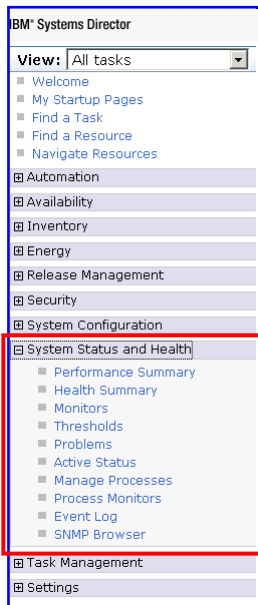 IBM® Systems Director
View: All tasks
Welcome
My Startup Pages
Find a Task
Find a Resource
Navigate Resources
Automation
Availability
Inventory
Energy
Release Management
Security
System Configuration
System Status and Health
Performance Summary
Health Summary
Monitors
Thresholds
Problems
Active Status
Manage Processes
Process Monitors
Event Log
SNMP Browser
Task Management
Settings